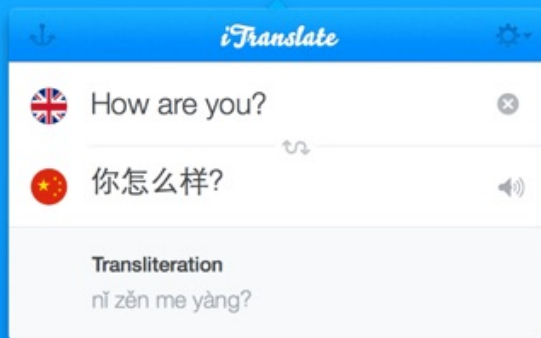 iTranslate
How are you?
你怎么样?
Transliteration
nǐ zěn me yàng?